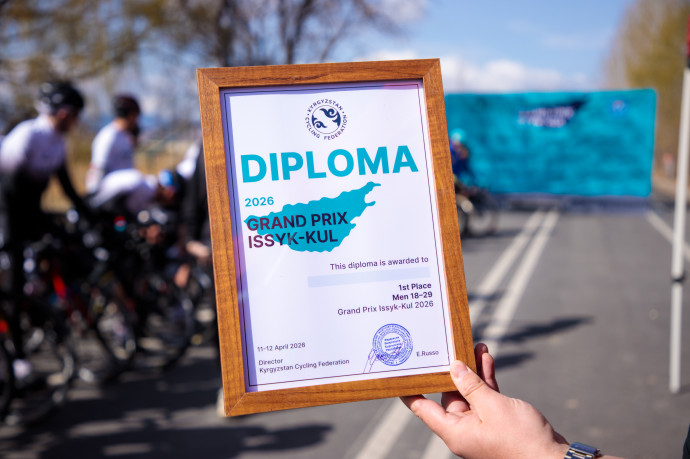 KYRGYZSTAN
CYCLING FEDERATION
DIPLOMA
2026
GRAND PRIX
ISSYK-KUL
This diploma is awarded to
1st Place
Men 18–29
Grand Prix Issyk-Kul 2026
11-12 April 2026
Director
Kyrgyzstan Cycling Federation
E.Russo